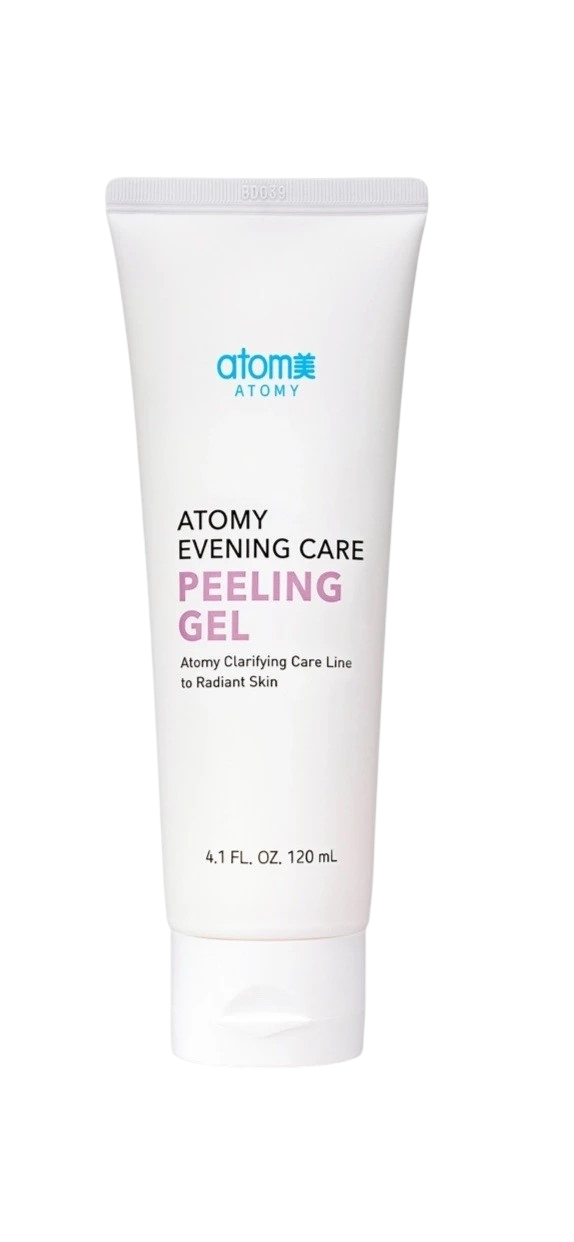 atom美
ATOMY
ATOMY
EVENING CARE
PEELING
GEL
Atomy Clarifying Care Line
to Radiant Skin
4.1 FL. OZ. 120 mL